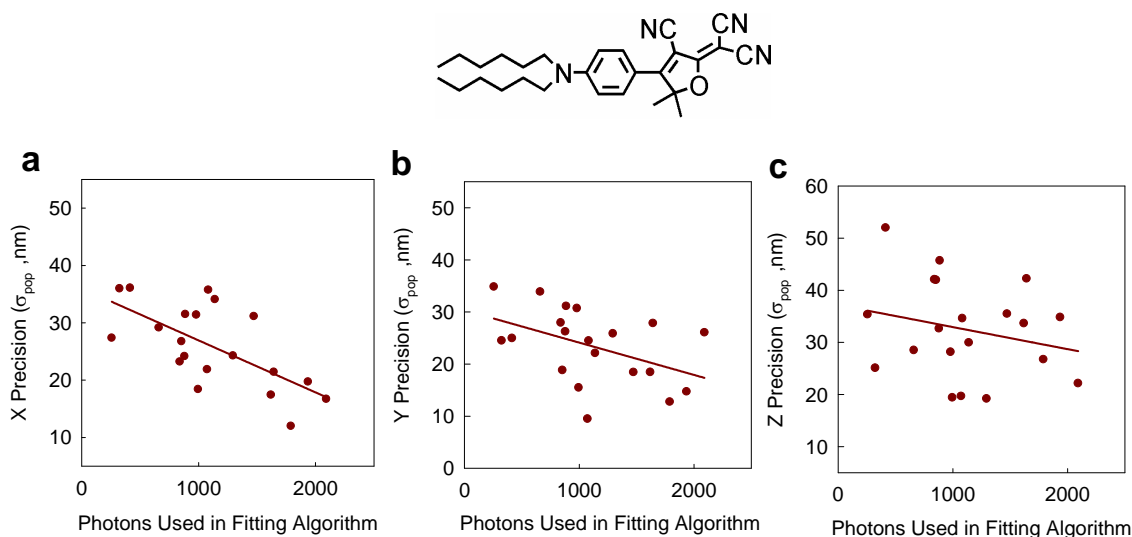 NC CN
CN
N
O
a
X Precision (σpop ,nm)
50
40
30
20
10
0 1000 2000
Photons Used in Fitting Algorithm
b
Y Precision (σpop ,nm)
50
40
30
20
10
0
0 1000 2000
Photons Used in Fitting Algorithm
c
Z Precision (σpop ,nm)
60
50
40
30
20
10
0 1000 2000
Photons Used in Fitting Algorithm